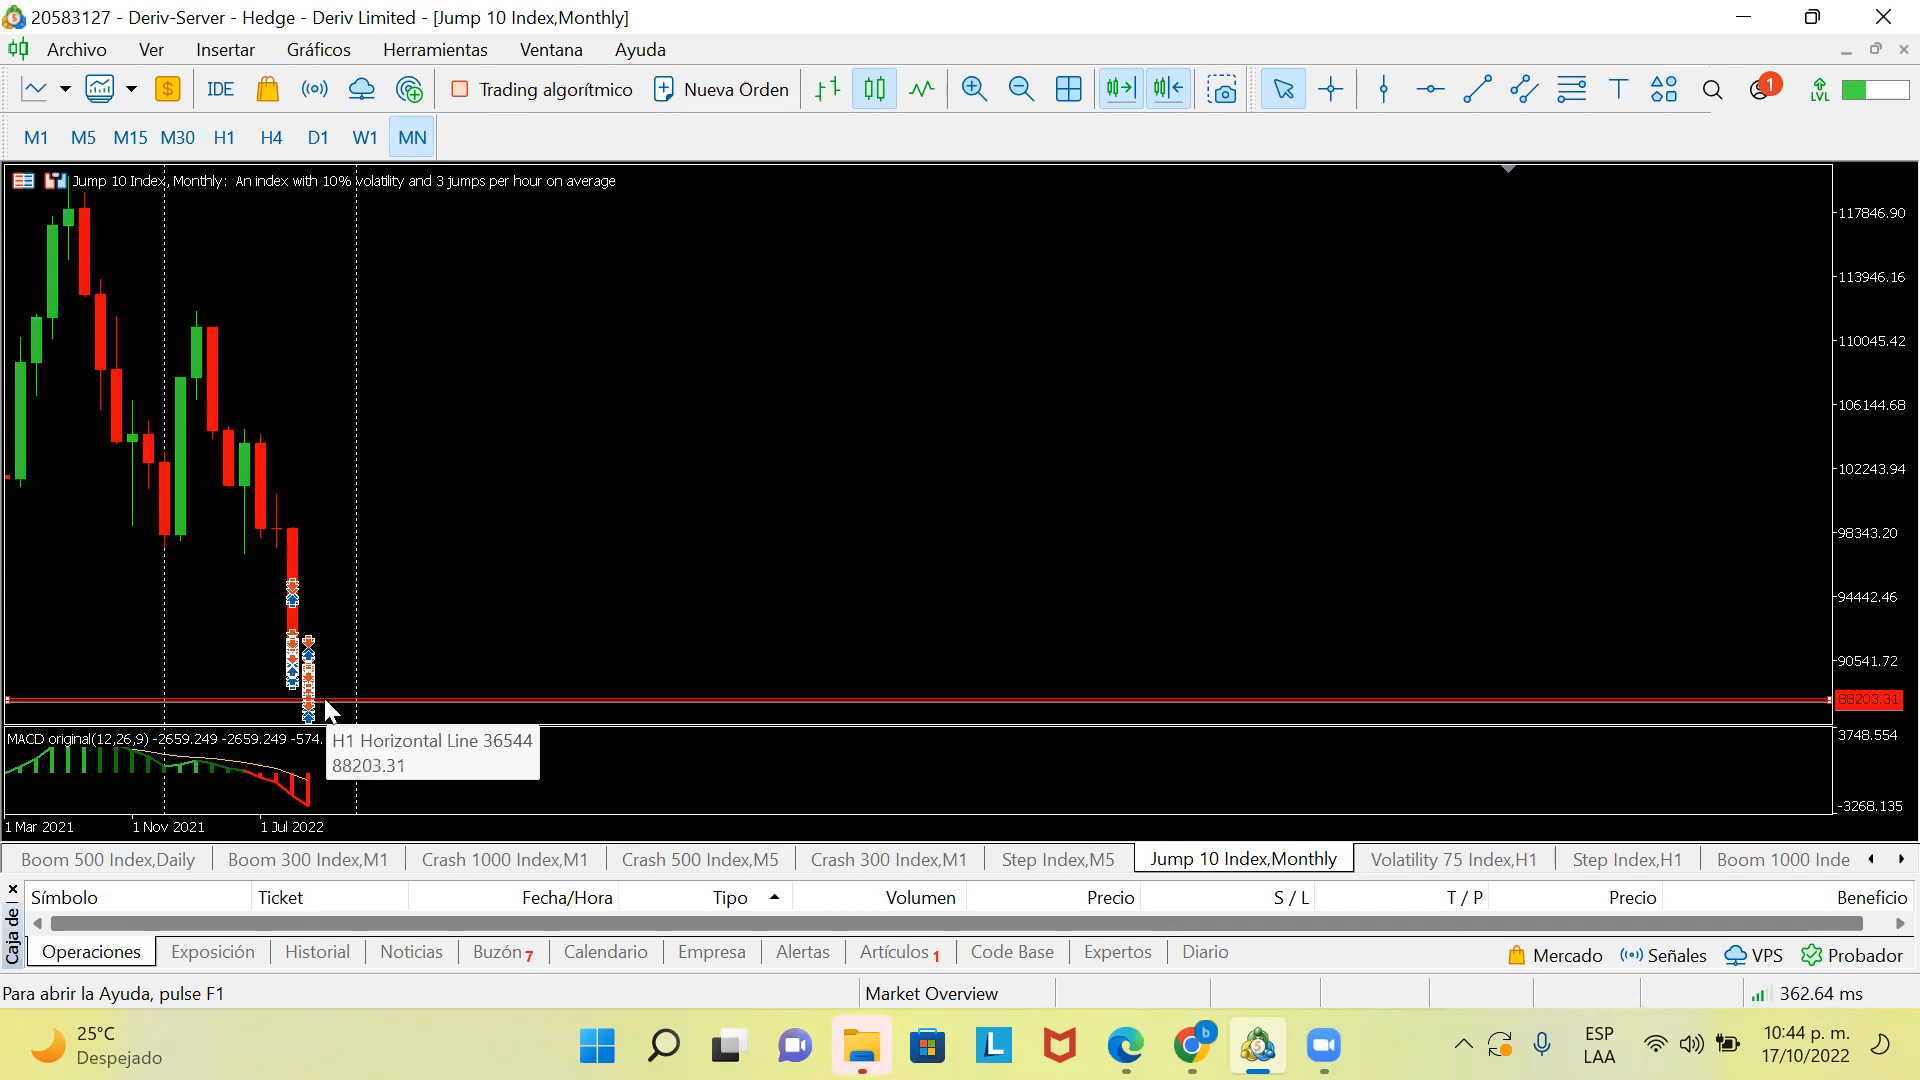 20583127 - Deriv-Server - Hedge - Deriv Limited - [Jump 10 Index,Monthly]
Archivo Ver Insertar Gráficos Herramientas Ventana Ayuda
IDE Trading algorítmico Nueva Orden T 1 LVL
M1 M5 M15 M30 H1 H4 D1 W1 MN
Jump 10 Index, Monthly: An index with 10% volatility and 3 jumps per hour on average
117846.90
113946.16
110045.42
106144.68
102243.94
98343.20
94442.46
90541.72
88203.31
MACD original(12,26,9) -2659.249 -2659.249 -574.
H1 Horizontal Line 36544
88203.31
3748.554
-3268.135
1 Mar 2021 1 Nov 2021 1 Jul 2022
Boom 500 Index,Daily Boom 300 Index,M1 Crash 1000 Index,M1 Crash 500 Index,M5 Crash 300 Index,M1 Step Index,M5 Jump 10 Index,Monthly Volatility 75 Index,H1 Step Index,H1 Boom 1000 Inde
Caja de
Símbolo Ticket Fecha/Hora Tipo Volumen Precio S / L T / P Precio Beneficio
Operaciones Exposición Historial Noticias Buzón 7 Calendario Empresa Alertas Artículos 1 Code Base Expertos Diario Mercado Señales VPS Probador
Para abrir la Ayuda, pulse F1 Market Overview 362.64 ms
25°C
Despejado
L
b
ESP
LAA
10:44 p. m.
17/10/2022